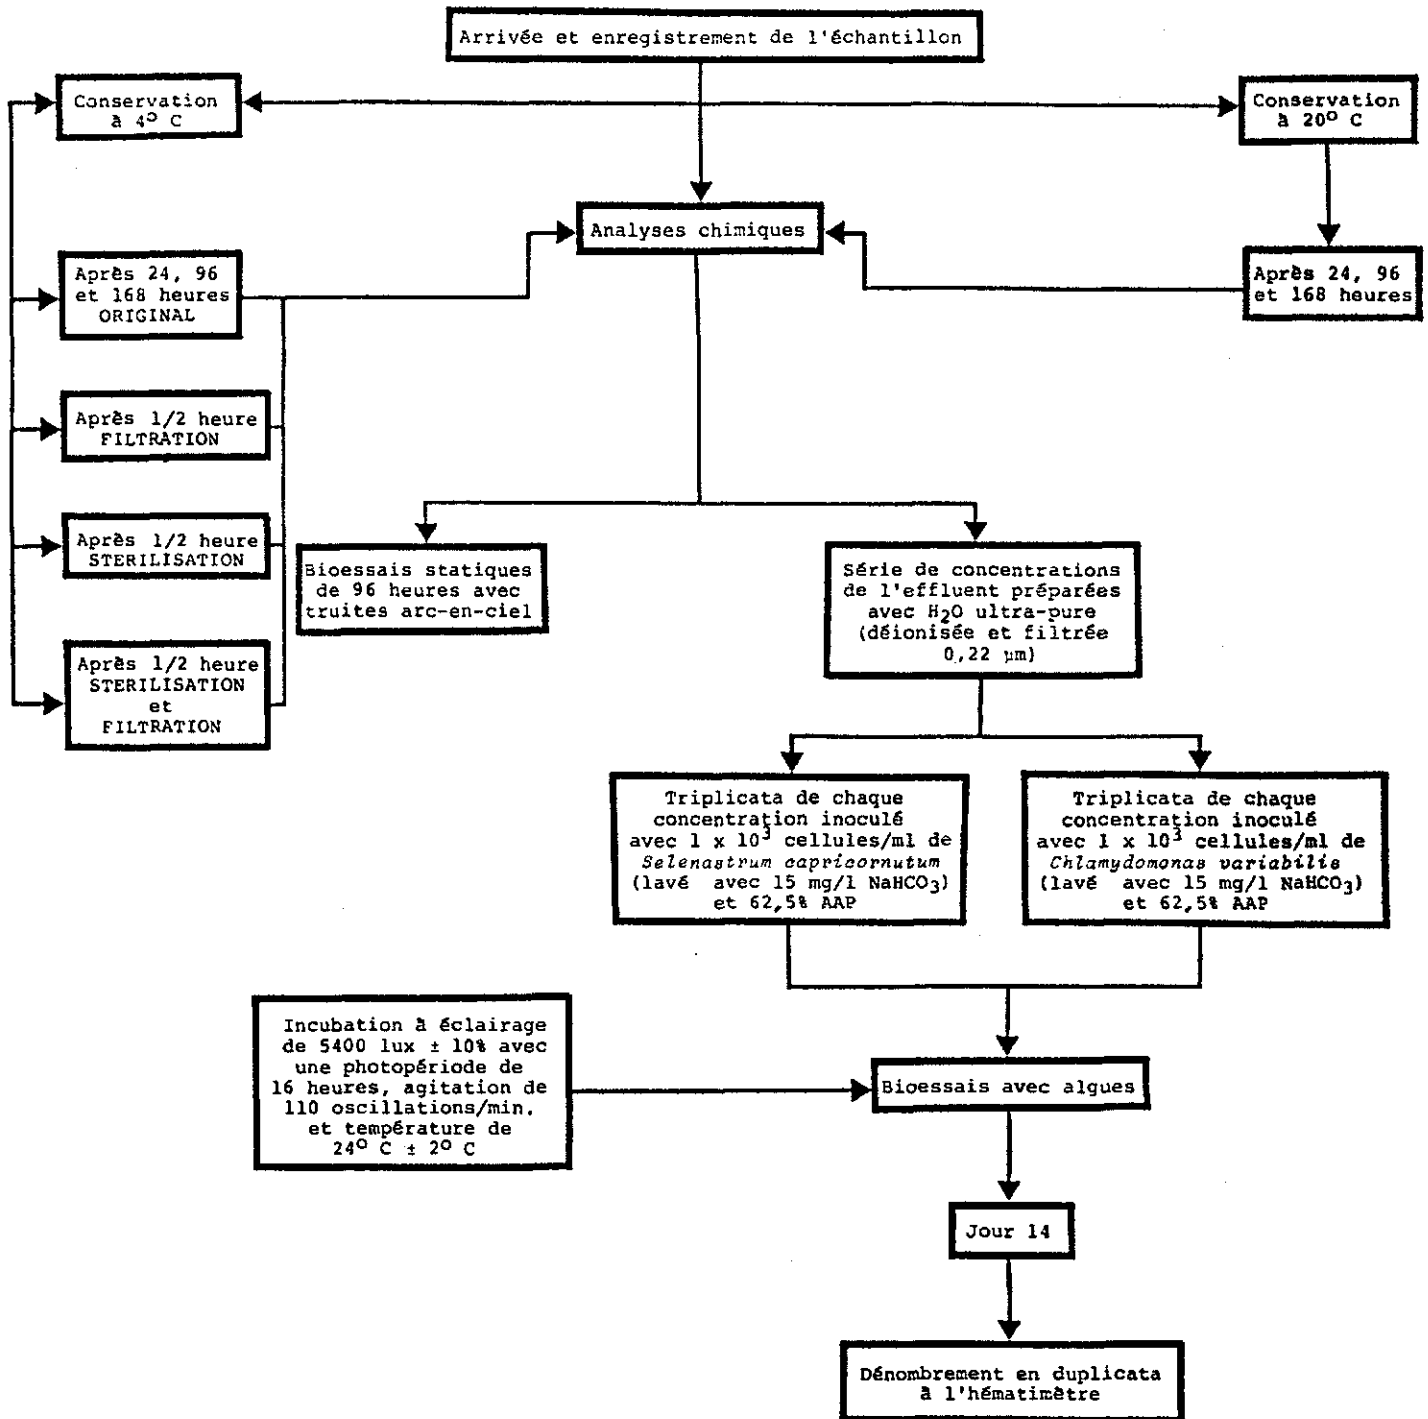 Arrivée et enregistrement de l'échantillon
Conservation
à 4º C
Conservation
à 20º C
Analyses chimiques
Après 24, 96
et 168 heures
ORIGINAL
Après 24, 96
et 168 heures
Après 1/2 heure
FILTRATION
Après 1/2 heure
STERILISATION
Après 1/2 heure
STERILISATION
et
FILTRATION
Bioessais statiques
de 96 heures avec
truites arc-en-ciel
Série de concentrations
de l'effluent préparées
avec H₂O ultra-pure
(déionisée et filtrée
0,22 µm)
Triplicata de chaque
concentration inoculé
avec 1 x 10³ cellules/ml de
Selenastrum capricornutum
(lavé avec 15 mg/l NaHCO₃)
et 62,5% AAP
Triplicata de chaque
concentration inoculé
avec 1 x 10³ cellules/ml de
Chlamydomonas variabilis
(lavé avec 15 mg/l NaHCO₃)
et 62,5% AAP
Incubation à éclairage
de 5400 lux ± 10% avec
une photopériode de
16 heures, agitation de
110 oscillations/min.
et température de
24º C ± 2º C
Bioessais avec algues
Jour 14
Dénombrement en duplicata
à l'hématimètre